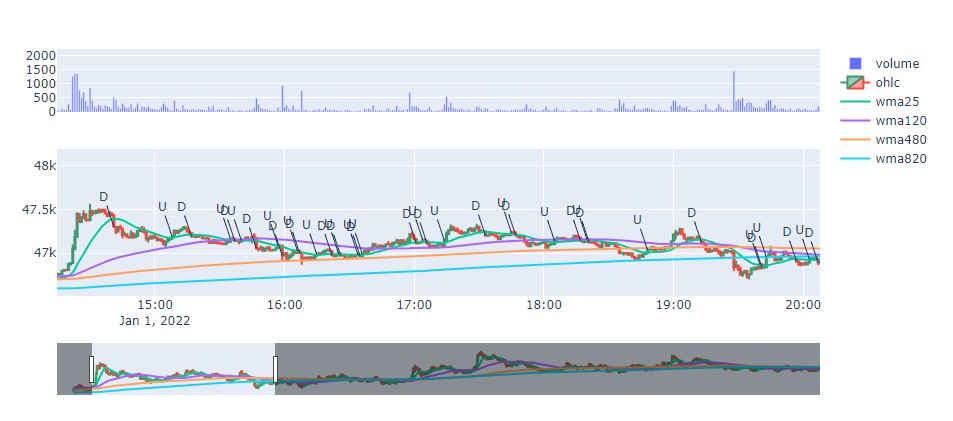 2000
1500
1000
500
0
volume
ohlc
wma25
wma120
wma480
wma820
48k
47.5k
47k
D
U
D
U
D
U
D
U
D
U
D
U
D
U
D
U
D
U
D
U
D
U
D
U
D
U
D
U
D
U
D
U
D
U
D
U
D
U
D
15:00
16:00
17:00
18:00
19:00
20:00
Jan 1, 2022